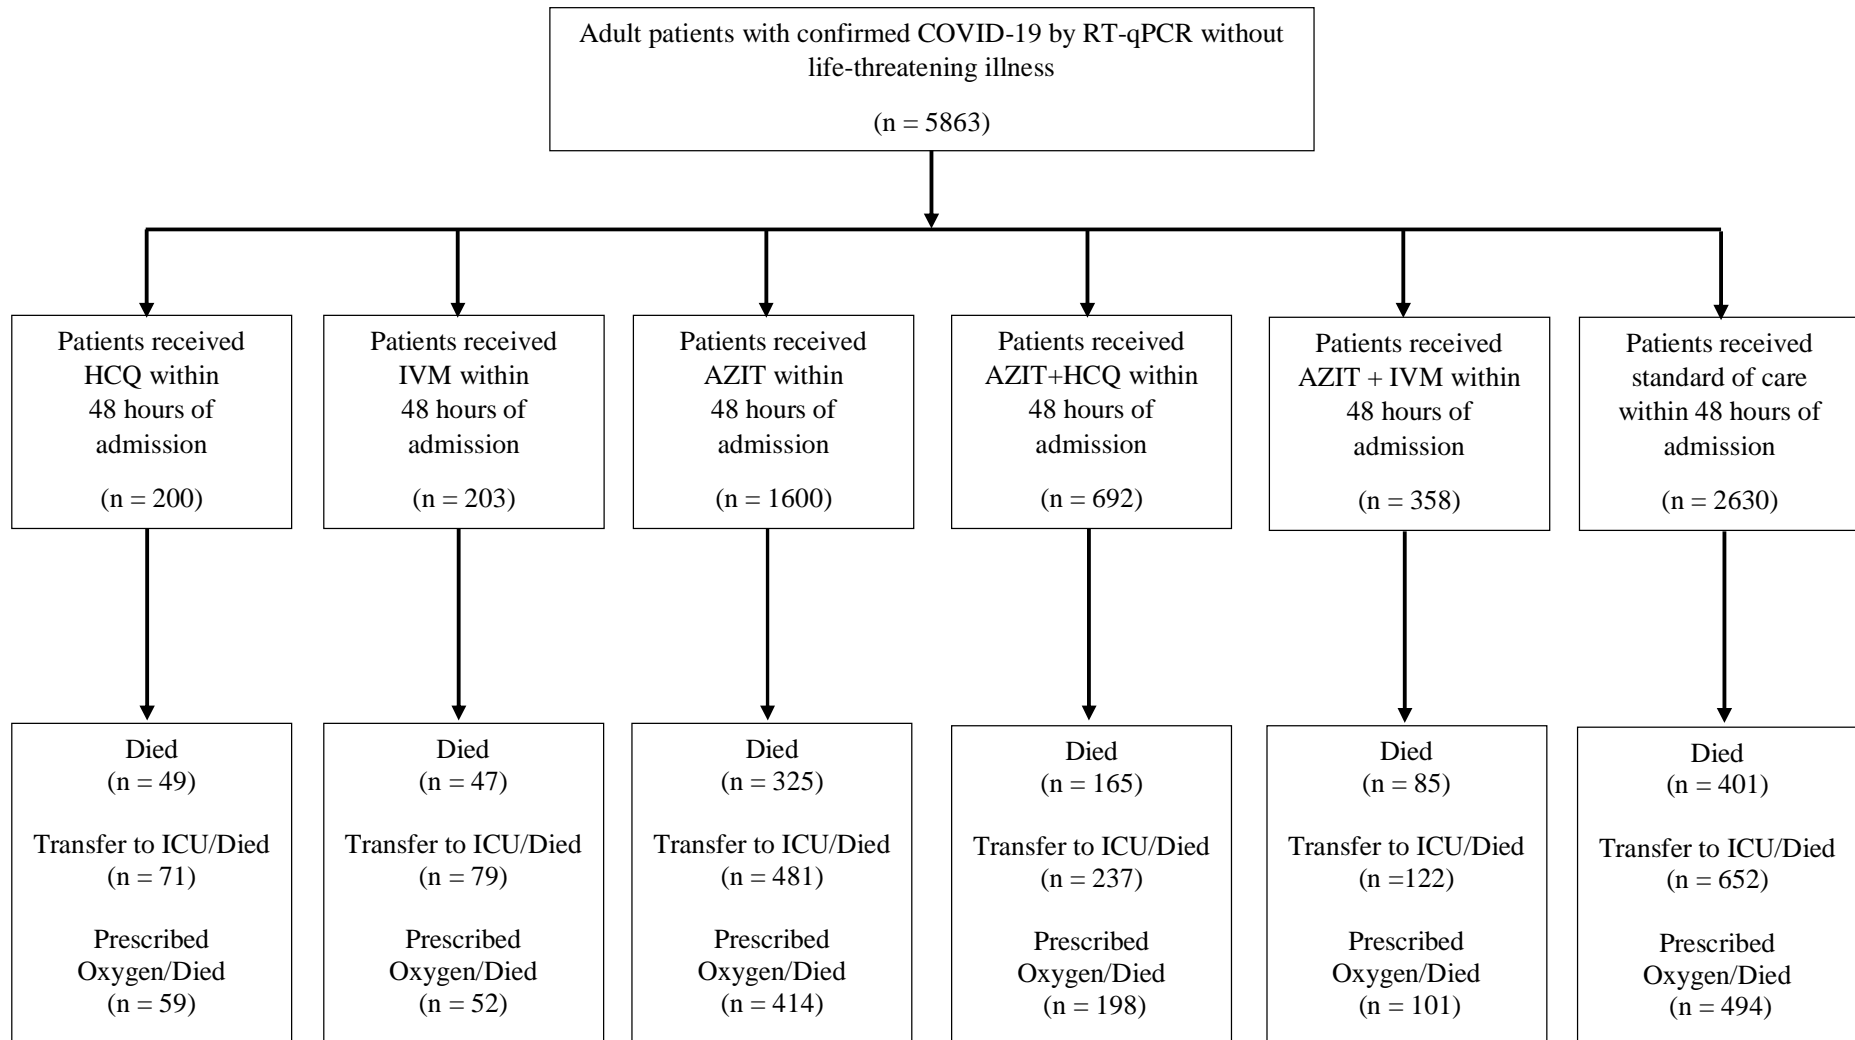 Adult patients with confirmed COVID-19 by RT-qPCR without
life-threatening illness
(n = 5863)
Patients received
HCQ within
48 hours of
admission
(n = 200)
Patients received
IVM within
48 hours of
admission
(n = 203)
Patients received
AZIT within
48 hours of
admission
(n = 1600)
Patients received
AZIT+HCQ within
48 hours of
admission
(n = 692)
Patients received
AZIT + IVM within
48 hours of
admission
(n = 358)
Patients received
standard of care
within 48 hours of
admission
(n = 2630)
Died
(n = 49)
Transfer to ICU/Died
(n = 71)
Prescribed
Oxygen/Died
(n = 59)
Died
(n = 47)
Transfer to ICU/Died
(n = 79)
Prescribed
Oxygen/Died
(n = 52)
Died
(n = 325)
Transfer to ICU/Died
(n = 481)
Prescribed
Oxygen/Died
(n = 414)
Died
(n = 165)
Transfer to ICU/Died
(n = 237)
Prescribed
Oxygen/Died
(n = 198)
Died
(n = 85)
Transfer to ICU/Died
(n =122)
Prescribed
Oxygen/Died
(n = 101)
Died
(n = 401)
Transfer to ICU/Died
(n = 652)
Prescribed
Oxygen/Died
(n = 494)